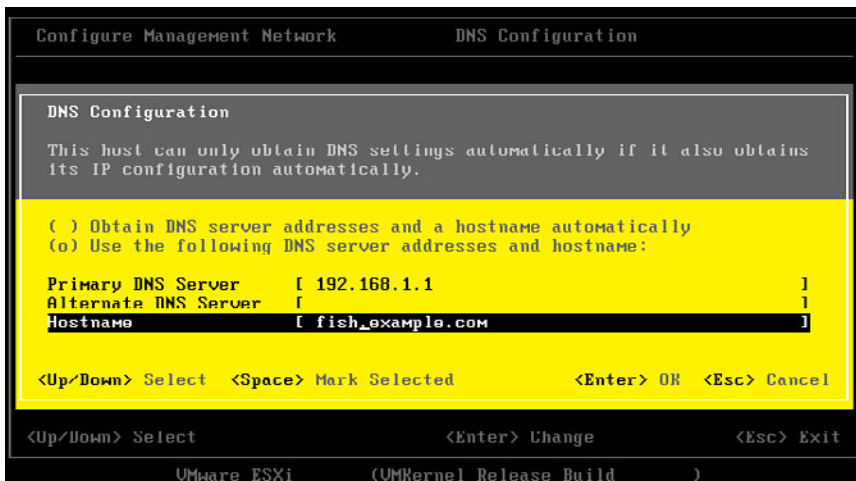 Configure Management Network DNS Configuration
DNS Configuration
This host can only obtain DNS settings automatically if it also obtains
its IP configuration automatically.
( ) Obtain DNS server addresses and a hostname automatically
(o) Use the following DNS server addresses and hostname:
Primary DNS Server [ 192.168.1.1 ]
Alternate DNS Server [ ]
Hostname [ fish.example.com ]
<Up/Down> Select <Space> Mark Selected <Enter> OK <Esc> Cancel
<Up/Down> Select <Enter> Change <Esc> Exit
VMware ESXi (VMKernel Release Build )